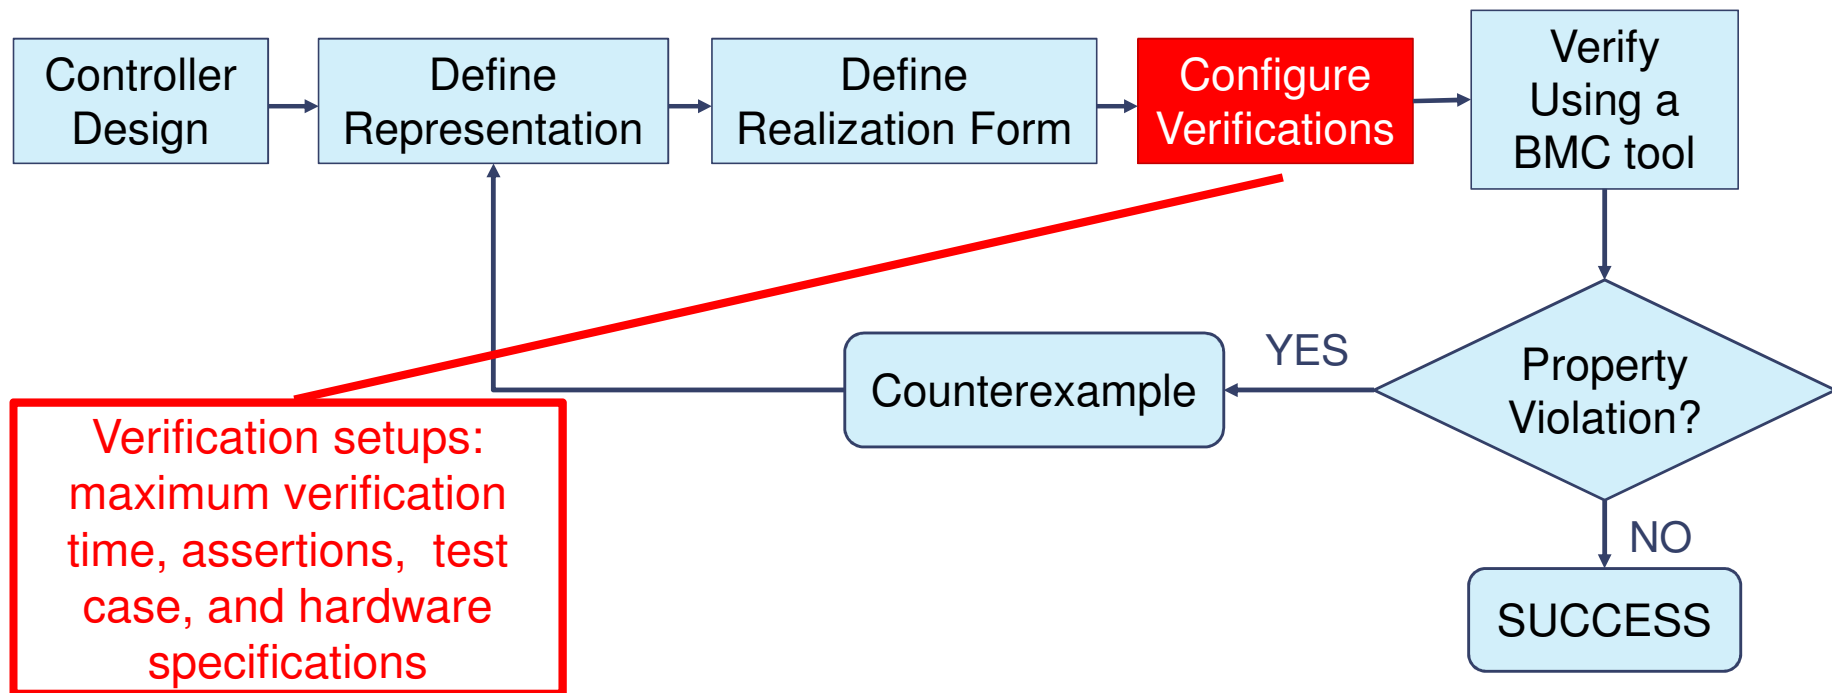 Controller
Design
Define
Representation
Define
Realization Form
Configure
Verifications
Verify
Using a
BMC tool
Property
Violation?
YES
Counterexample
NO
SUCCESS
Verification setups:
maximum verification
time, assertions,  test
case, and hardware
specifications